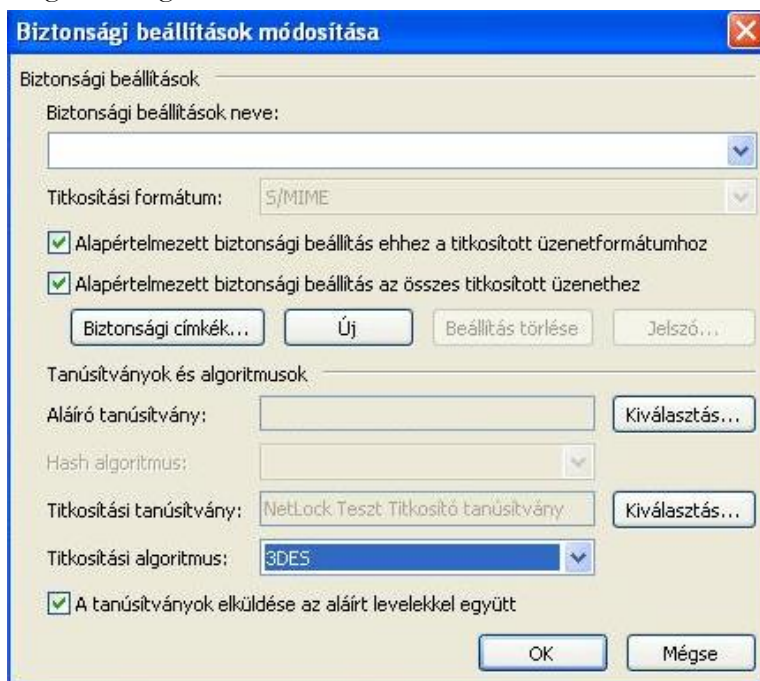 Biztonsági beállítások módosítása
Biztonsági beállítások
Biztonsági beállítások neve:
Titkosítási formátum: S/MIME
Alapértelmezett biztonsági beállítás ehhez a titkosított üzenetformátumhoz
Alapértelmezett biztonsági beállítás az összes titkosított üzenethez
Biztonsági címkék... Új Beállítás törlése Jelszó...
Tanúsítványok és algoritmusok
Aláíró tanúsítvány: Kiválasztás...
Hash algoritmus:
Titkosítási tanúsítvány: NetLock Teszt Titkosító tanúsítvány Kiválasztás...
Titkosítási algoritmus: 3DES
A tanúsítványok elküldése az aláírt levelekkel együtt
OK Mégse